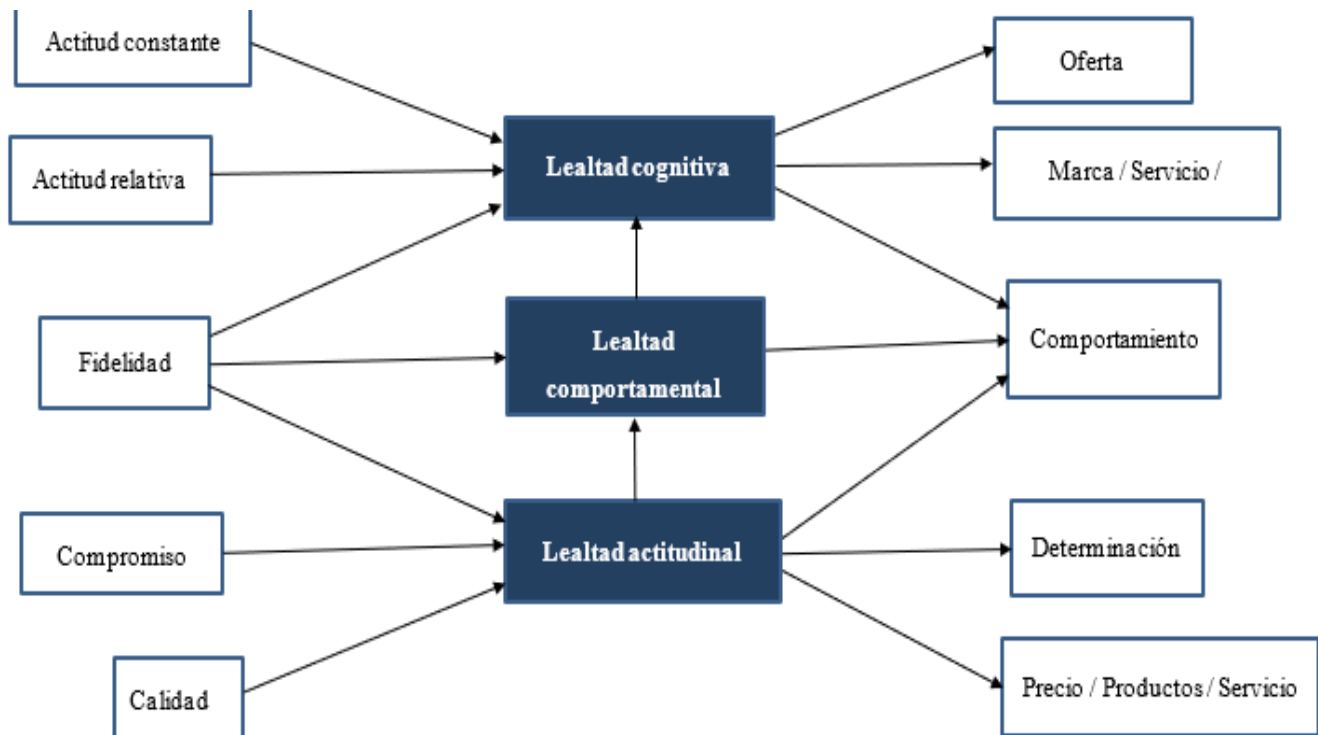 Actitud constante
Oferta
Lealtad cognitiva
Marca / Servicio /
Actitud relativa
Fidelidad
Lealtad
comportamental
Comportamiento
Compromiso
Lealtad actitudinal
Determinación
Calidad
Precio / Productos / Servicio